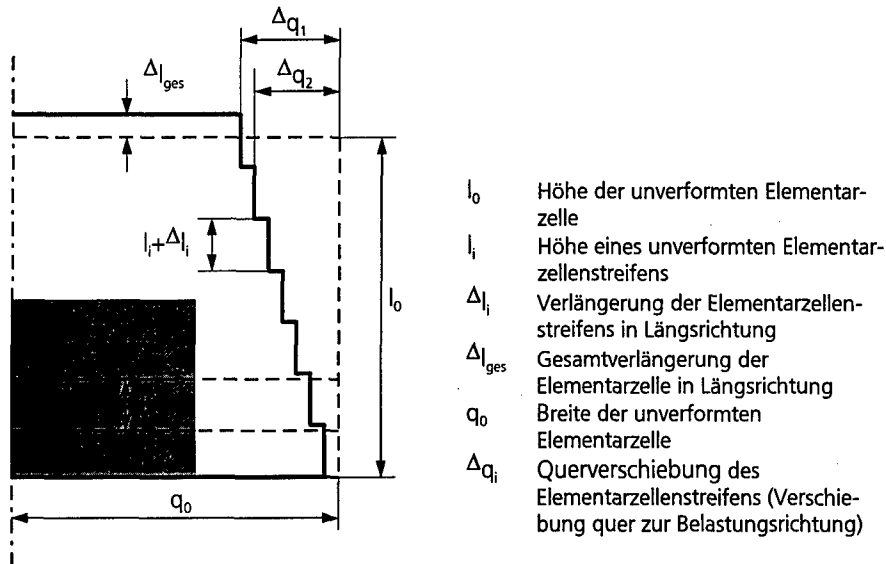 Δq₁
Δlges
Δq₂
lᵢ+Δlᵢ
l₀
q₀
l₀ Höhe der unverformten Elementar-
zelle
lᵢ Höhe eines unverformten Elementar-
zellenstreifens
Δlᵢ Verlängerung der Elementarzellen-
streifens in Längsrichtung
Δlges Gesamtverlängerung der
Elementarzelle in Längsrichtung
q₀ Breite der unverformten
Elementarzelle
Δqᵢ Querverschiebung des
Elementarzellenstreifens (Verschie-
bung quer zur Belastungsrichtung)